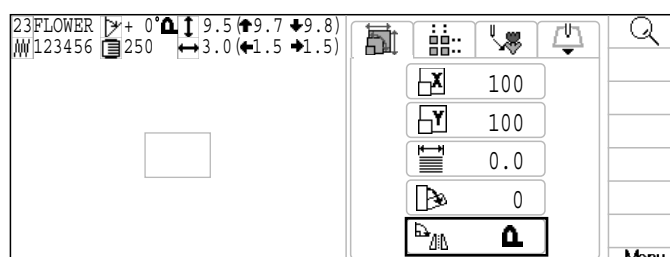 23FLOWER + 0° 9.5(⬆9.7 ⬇9.8)
123456 250 ↔3.0(⬅1.5 ➡1.5)
X 100
Y 100
0.0
0
Menu